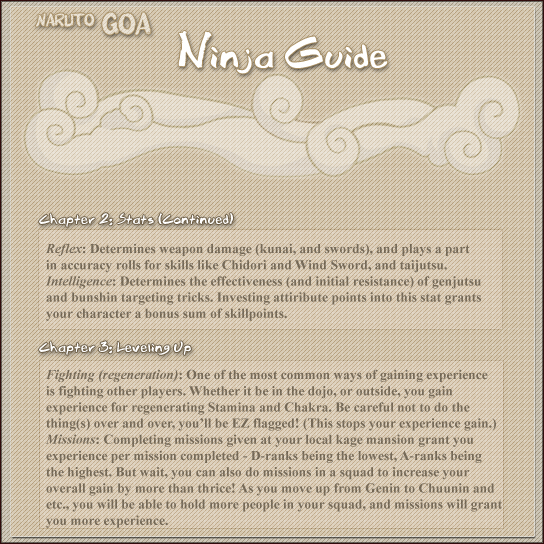 NARUTO GOA
Ninja Guide
Chapter 2: Stats (Continued)
Reflex: Determines weapon damage (kunai, and swords), and plays a part
in accuracy rolls for skills like Chidori and Wind Sword, and taijutsu.
Intelligence: Determines the effectiveness (and initial resistance) of genjutsu
and bunshin targeting tricks. Investing attiribute points into this stat grants
your character a bonus sum of skillpoints.
Chapter 3: Leveling Up
Fighting (regeneration): One of the most common ways of gaining experience
is fighting other players. Whether it be in the dojo, or outside, you gain
experience for regenerating Stamina and Chakra. Be careful not to do the
thing(s) over and over, you'll be EZ flagged! (This stops your experience gain.)
Missions: Completing missions given at your local kage mansion grant you
experience per mission completed - D-ranks being the lowest, A-ranks being
the highest. But wait, you can also do missions in a squad to increase your
overall gain by more than thrice! As you move up from Genin to Chuunin and
etc., you will be able to hold more people in your squad, and missions will grant
you more experience.